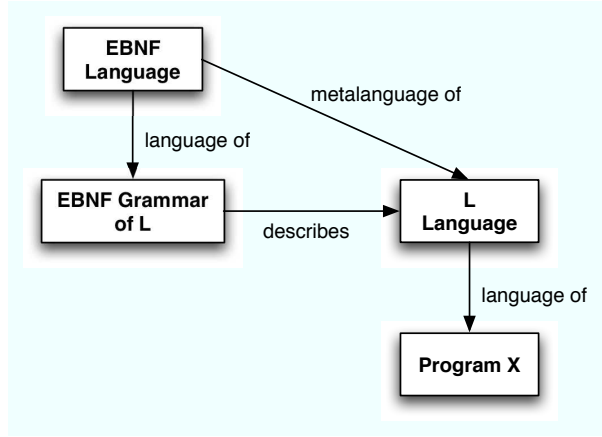 EBNF
Language
metalanguage of
language of
EBNF Grammar
of L
describes
L
Language
language of
Program X